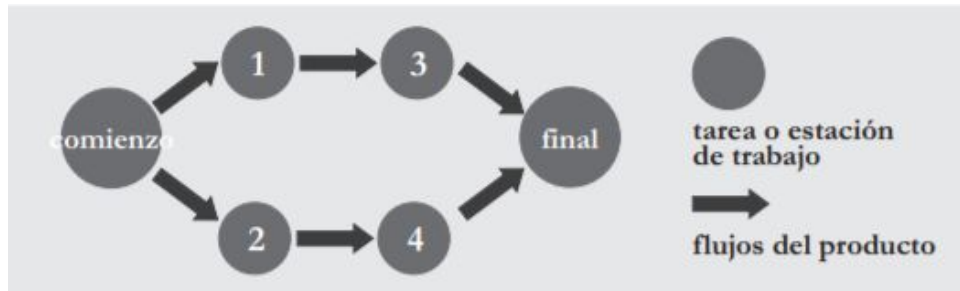 comienzo
1
3
2
4
final
tarea o estación
de trabajo
flujos del producto